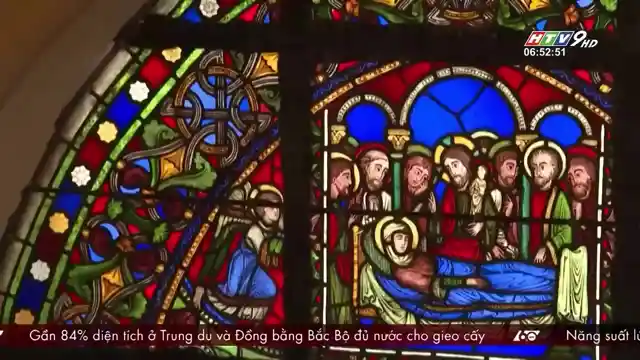 HTV9HD
06:52:51
Gần 84% diện tích ở Trung du và Đồng bằng Bắc Bộ đủ nước cho gieo cấy
Năng suất l